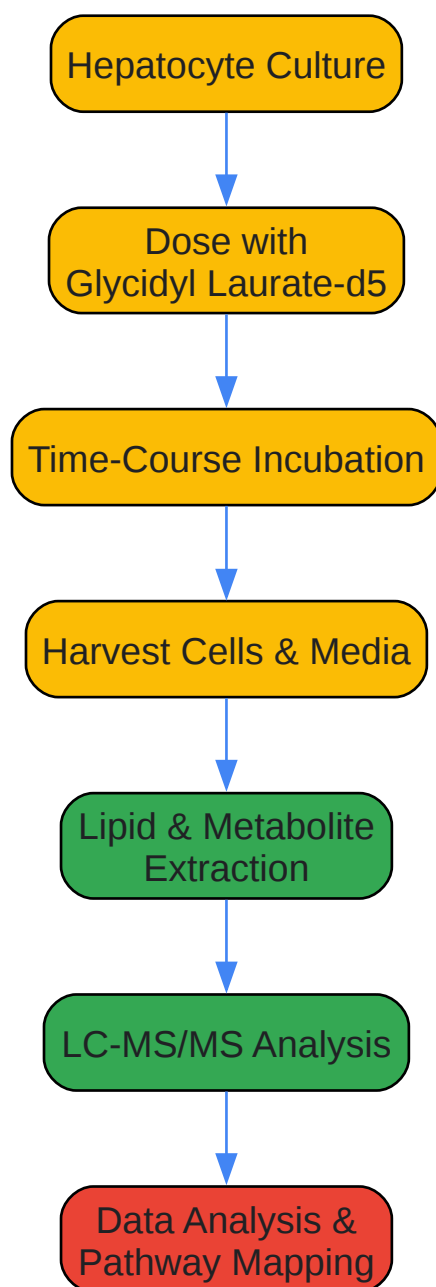 Hepatocyte Culture
Dose with
Glycidyl Laurate-d5
Time-Course Incubation
Harvest Cells & Media
Lipid & Metabolite
Extraction
LC-MS/MS Analysis
Data Analysis &
Pathway Mapping